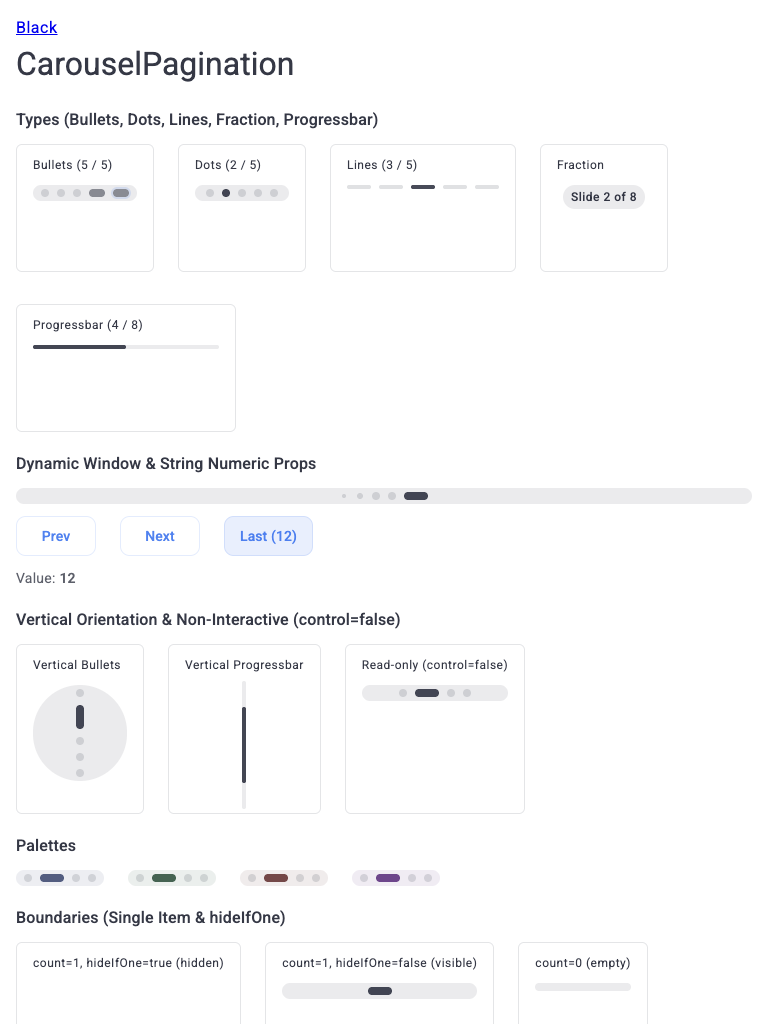 Black
CarouselPagination
Types (Bullets, Dots, Lines, Fraction, Progressbar)
Bullets (5 / 5)
Dots (2 / 5)
Lines (3 / 5)
Fraction
Slide 2 of 8
Progressbar (4 / 8)
Dynamic Window & String Numeric Props
Prev
Next
Last (12)
Value: 12
Vertical Orientation & Non-Interactive (control=false)
Vertical Bullets
Vertical Progressbar
Read-only (control=false)
Palettes
Boundaries (Single Item & hideIfOne)
count=1, hideIfOne=true (hidden)
count=1, hideIfOne=false (visible)
count=0 (empty)